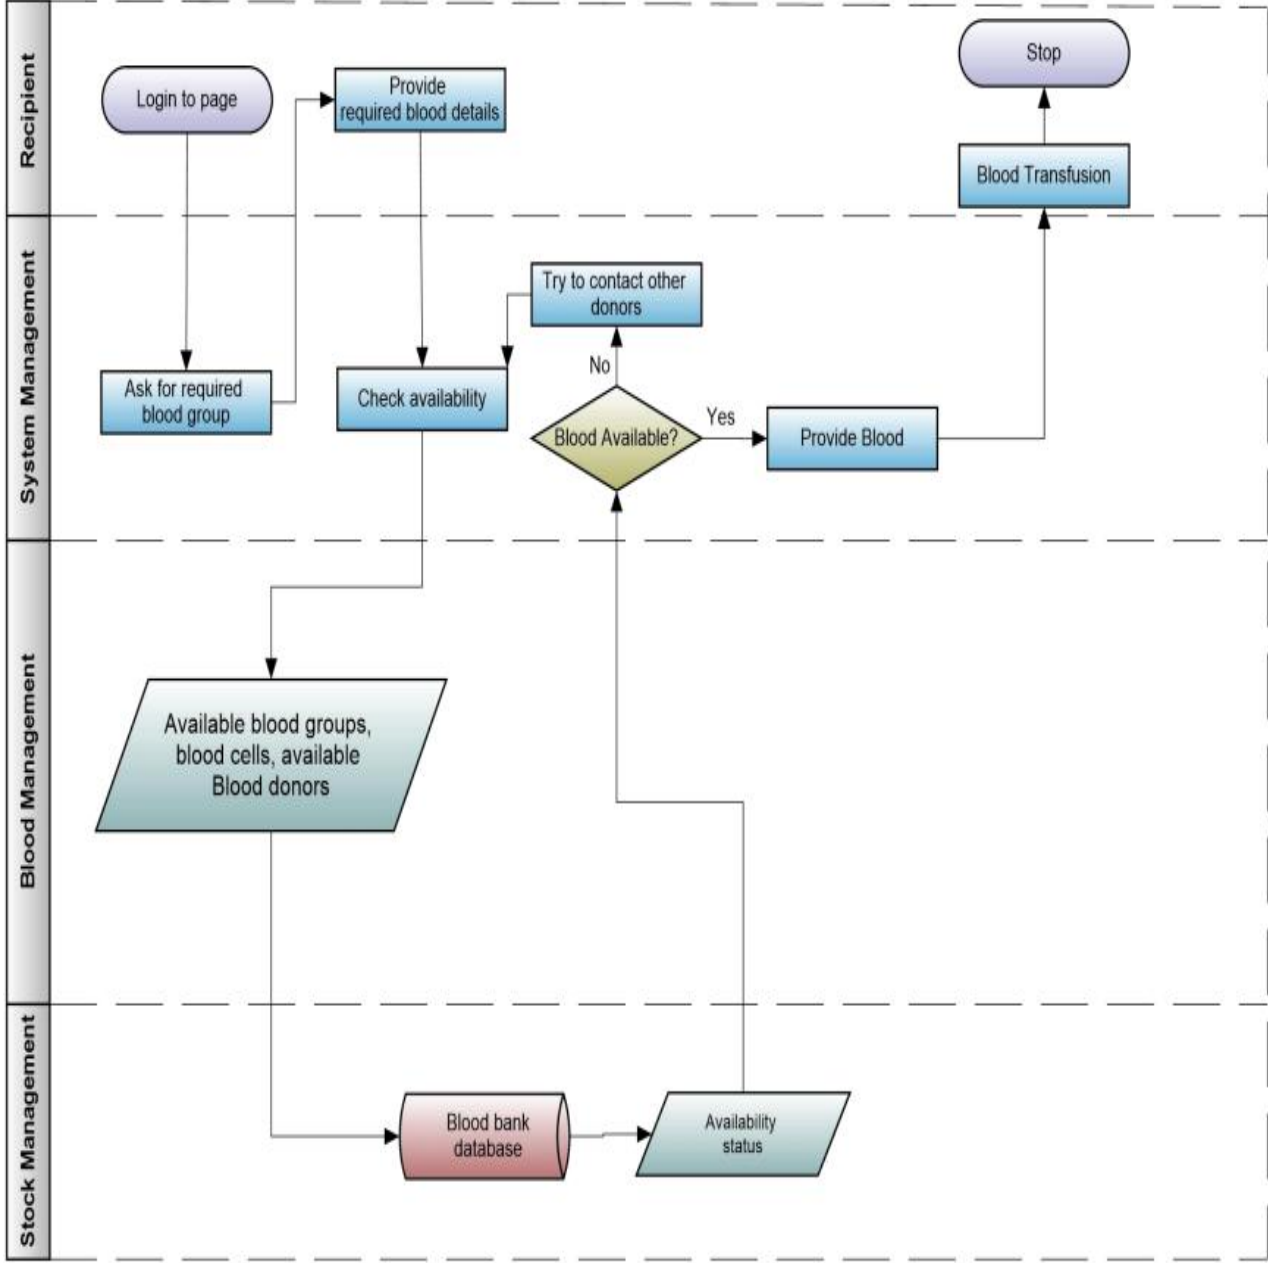 Recipient
Login to page
Provide
required blood details
Stop
Blood Transfusion
System Management
Ask for required
blood group
Check availability
Try to contact other
donors
No
Blood Available?
Yes
Provide Blood
Blood Management
Available blood groups,
blood cells, available
Blood donors
Stock Management
Blood bank
database
Availability
status